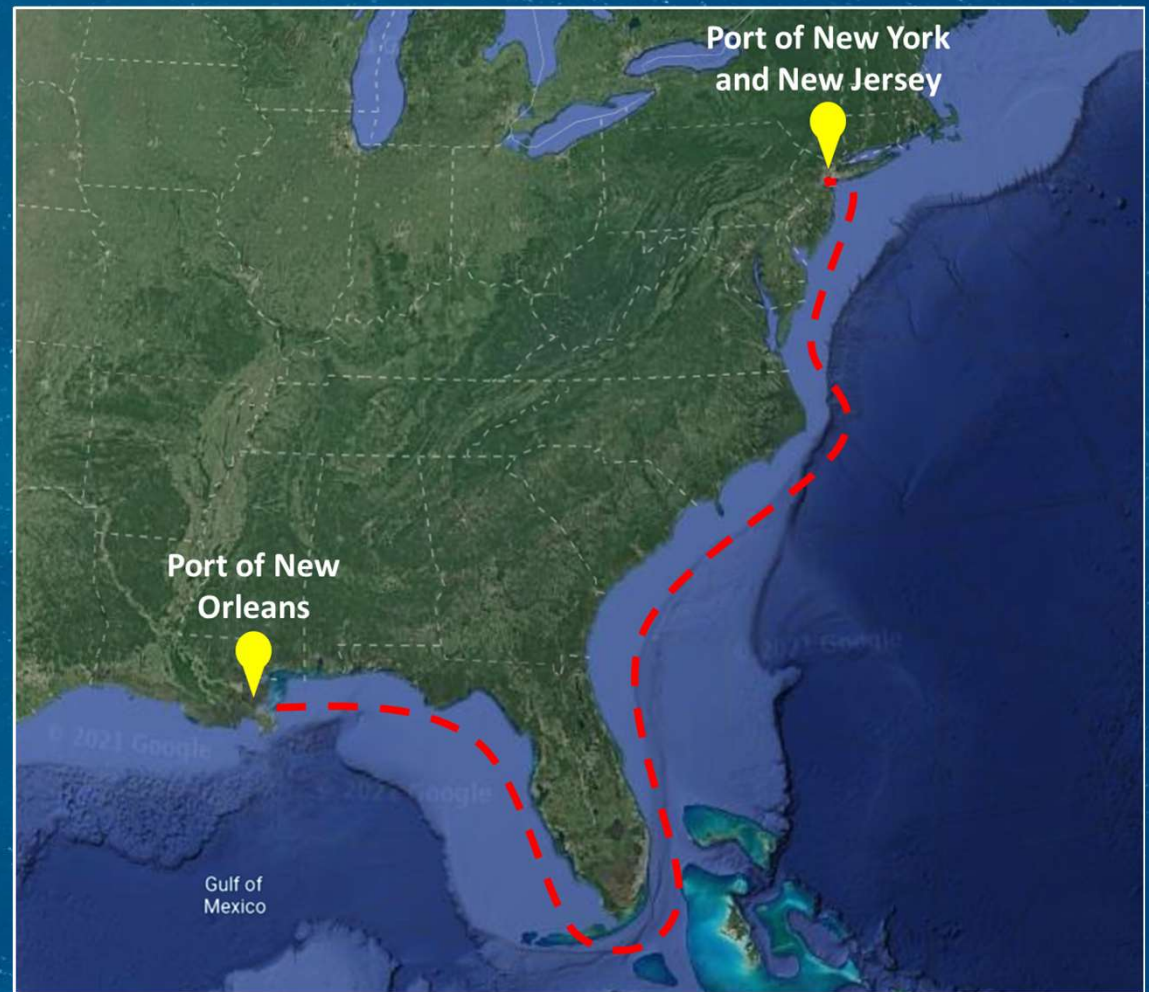 Port of New York
and New Jersey
Port of New
Orleans
© 2021 Google
© 2021 Google
Gulf of
Mexico